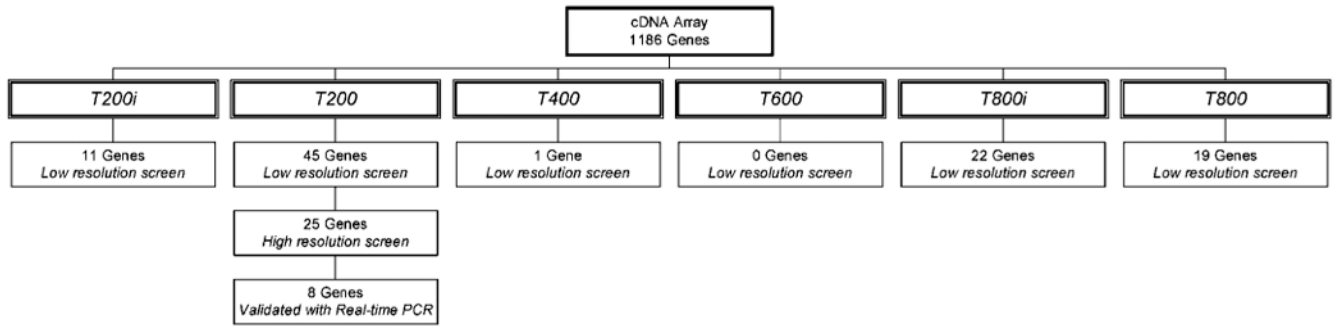 cDNA Array
1186 Genes
T200i
T200
T400
T600
T800i
T800
11 Genes
Low resolution screen
45 Genes
Low resolution screen
1 Gene
Low resolution screen
0 Genes
Low resolution screen
22 Genes
Low resolution screen
19 Genes
Low resolution screen
25 Genes
High resolution screen
8 Genes
Validated with Real-time PCR